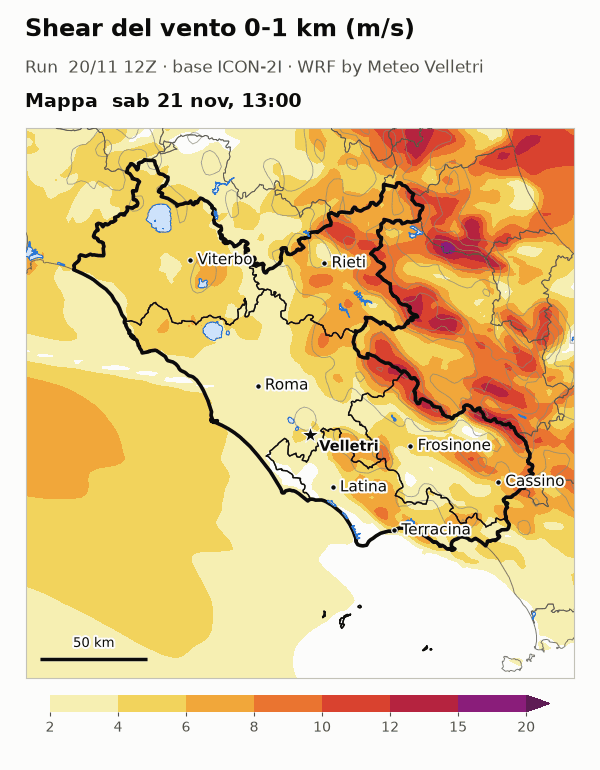 Shear del vento 0-1 km (m/s)
Run  20/11 12Z · base ICON-2I · WRF by Meteo Velletri
Mappa  sab 21 nov, 13:00
Viterbo
Rieti
Roma
Velletri
Frosinone
Latina
Cassino
Terracina
50 km
2 4 6 8 10 12 15 20